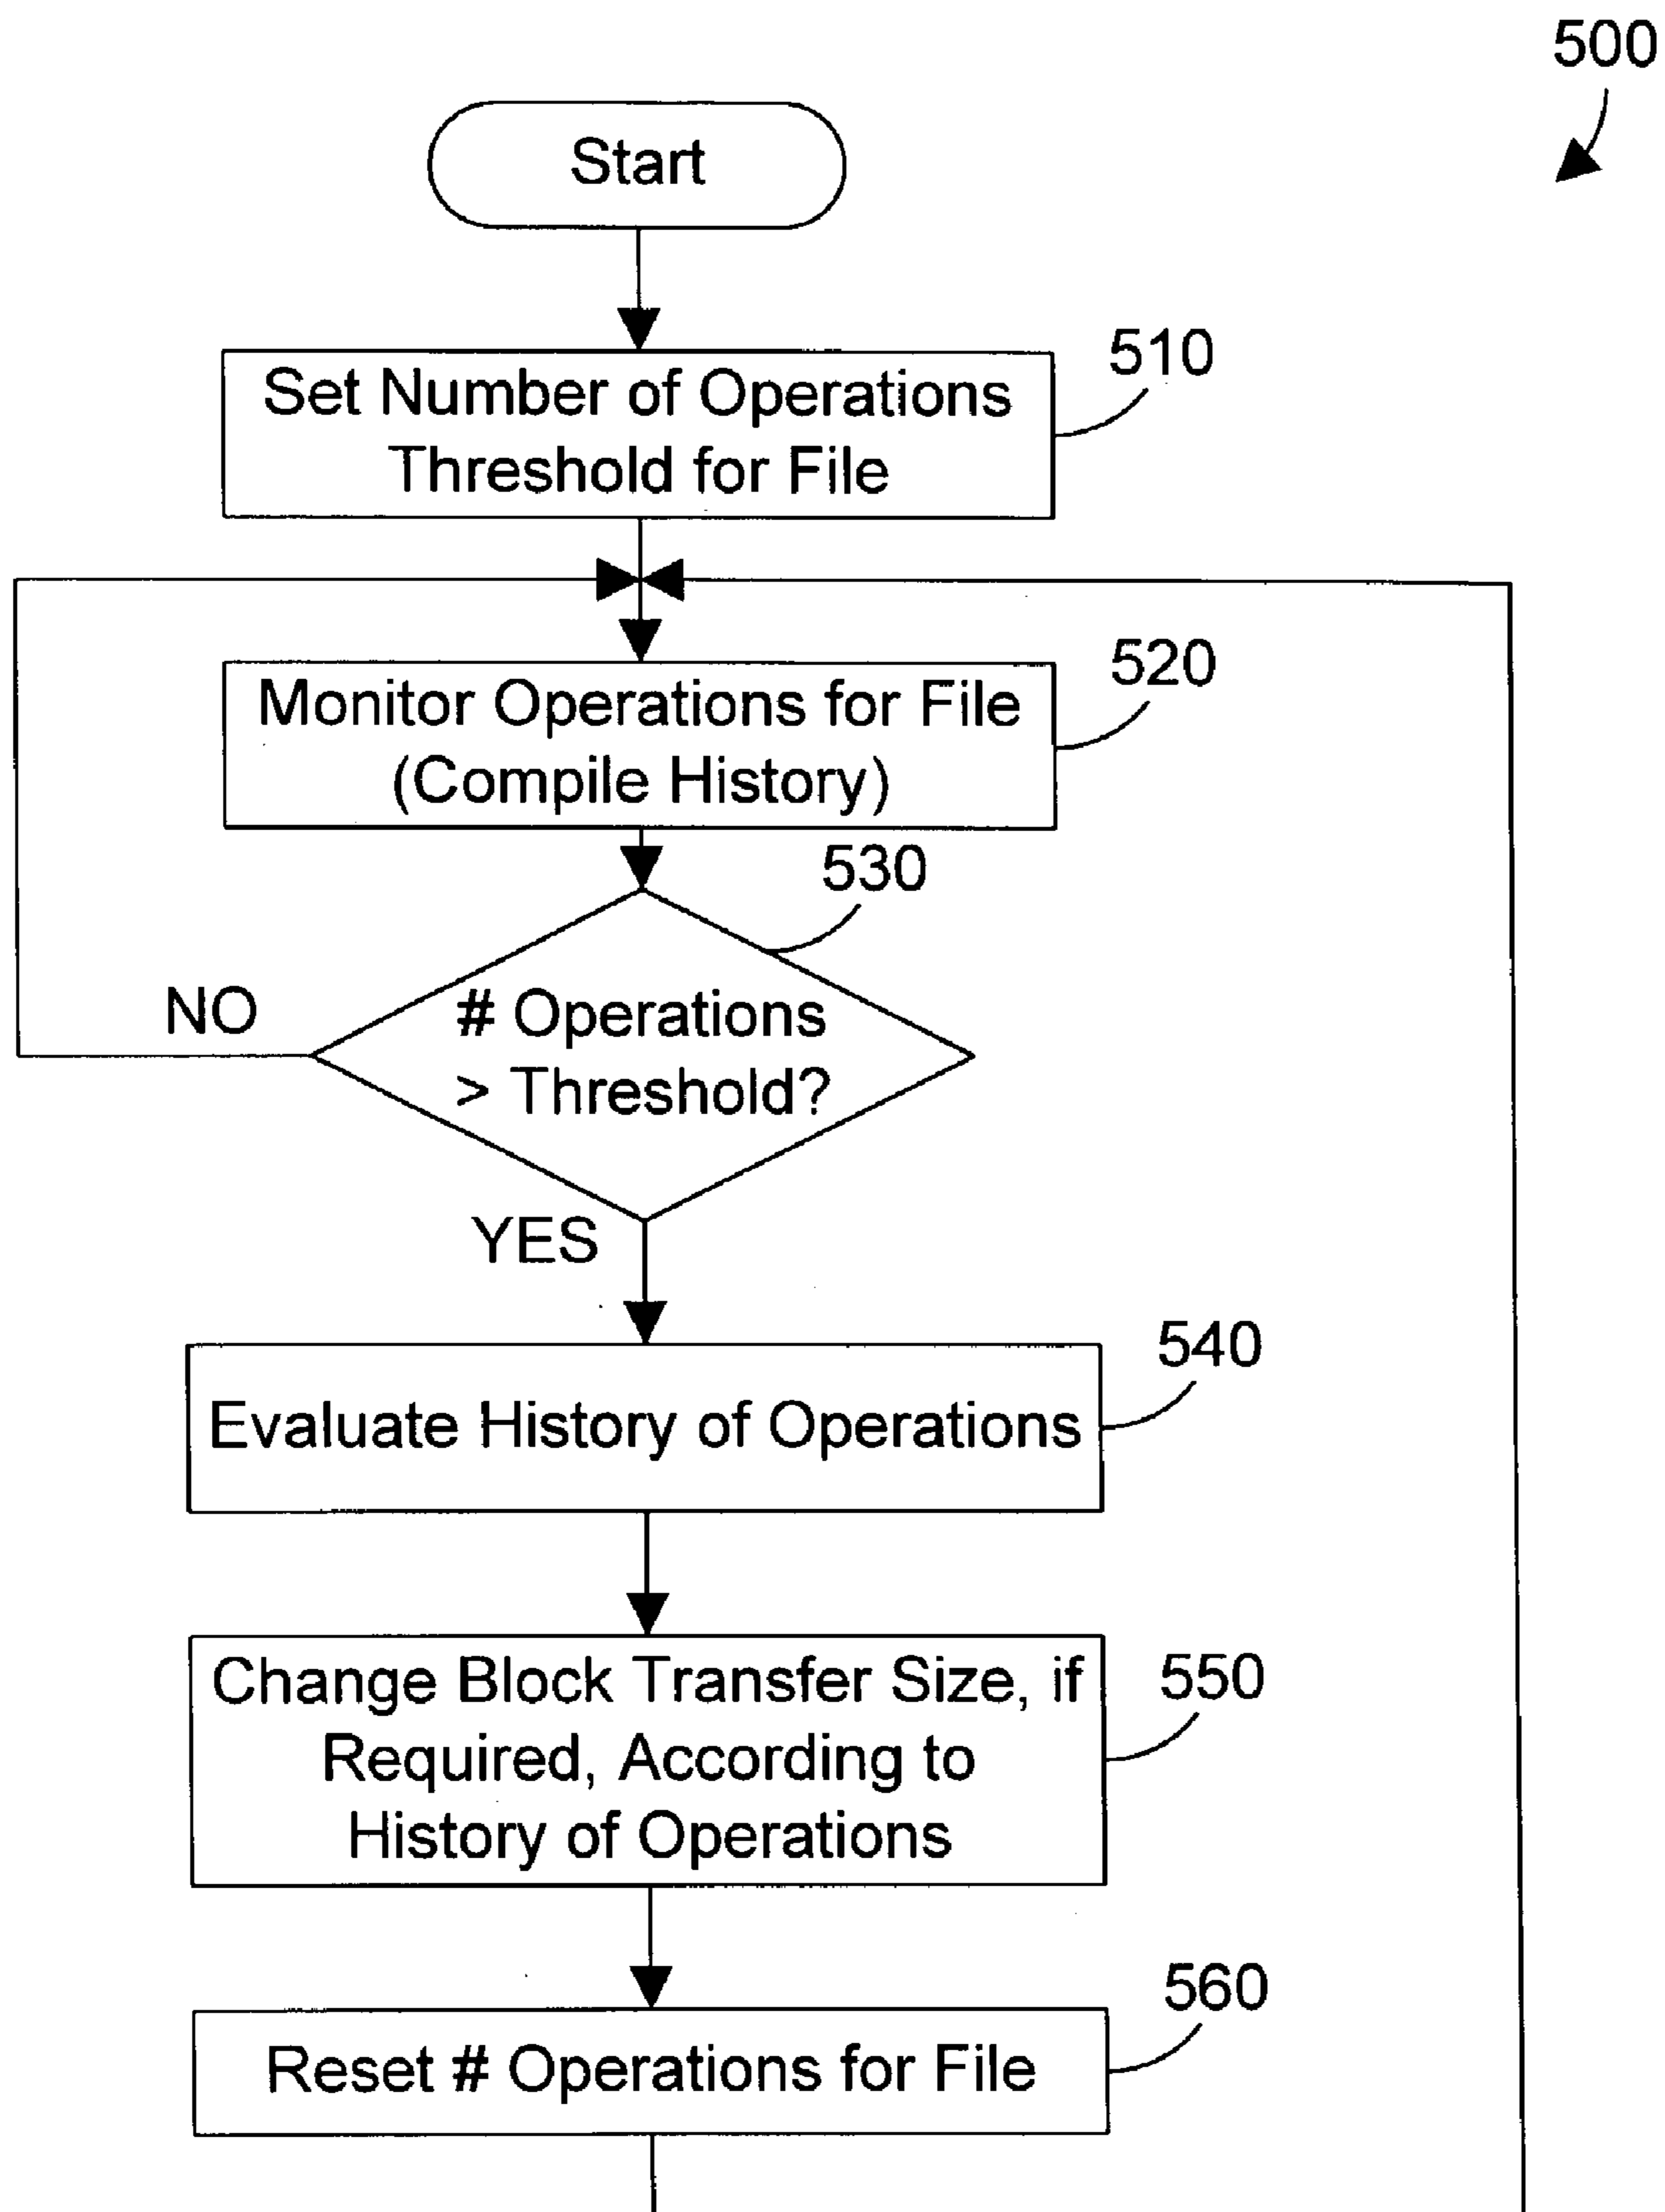 500
Start
510
Set Number of Operations
Threshold for File
520
Monitor Operations for File
(Compile History)
530
NO
# Operations
> Threshold?
YES
540
Evaluate History of Operations
550
Change Block Transfer Size, if
Required, According to
History of Operations
560
Reset # Operations for File